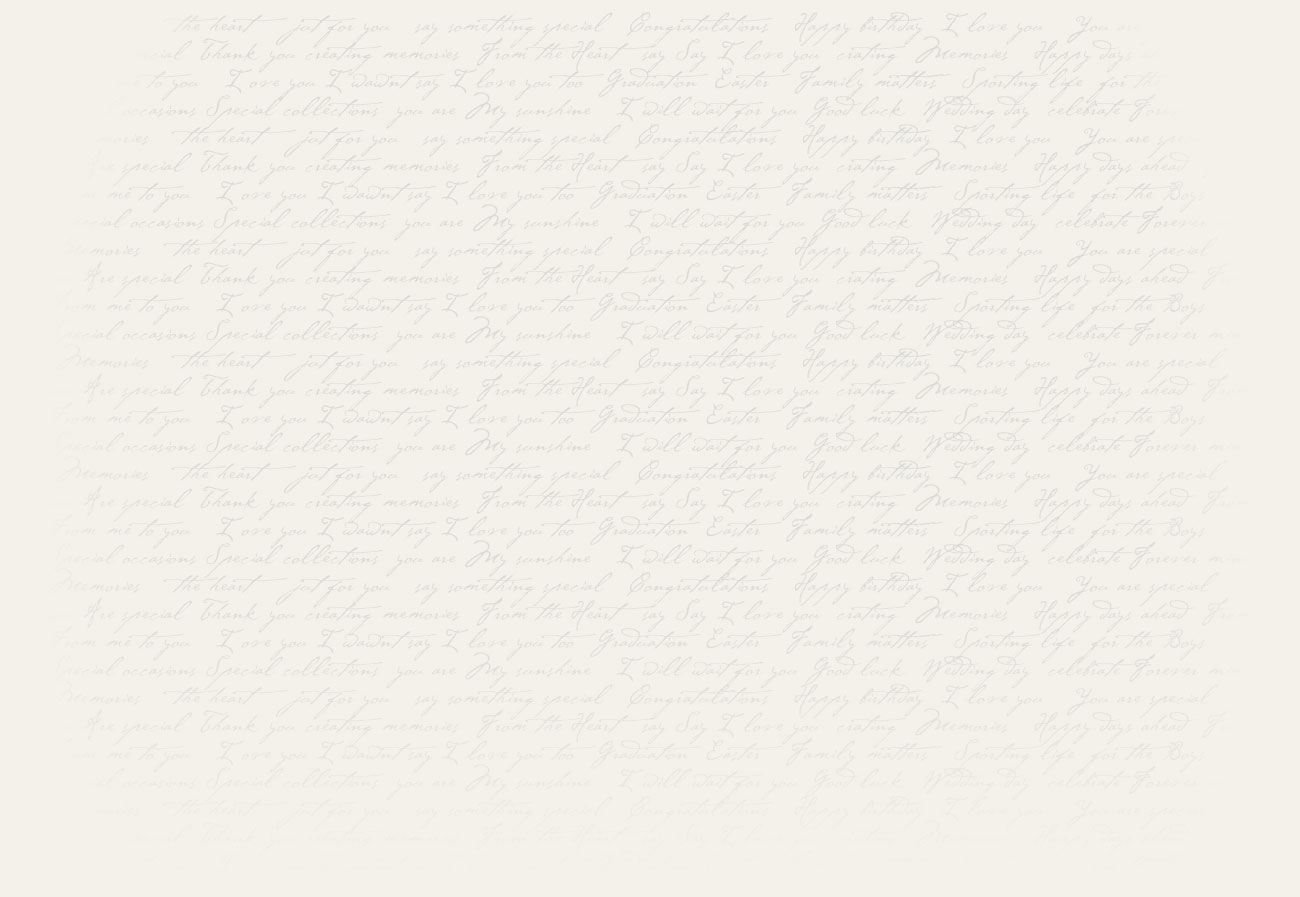 the heart just for you say something special Congratulations Happy birthday I love you You are
cial Thank you creating memories From the Heart say Say I love you crating Memories Happy days
to you I ove you I wawnt say I love you too Graduation Easter Family matters Sporting life for the
occasions Special collections you are My sunshine I will wait for you Good luck Wedding day celebrate Forever
mories the heart just for you say something special Congratulations Happy birthday I love you You are spe
Are special Thank you creating memories From the Heart say Say I love you crating Memories Happy days ahead
me to you I ove you I wawnt say I love you too Graduation Easter Family matters Sporting life for the Boys
ecial occasions Special collections you are My sunshine I will wait for you Good luck Wedding day celebrate Forever
Memories the heart just for you say something special Congratulations Happy birthday I love you You are special
Are special Thank you creating memories From the Heart say Say I love you crating Memories Happy days ahead
From me to you I ove you I wawnt say I love you too Graduation Easter Family matters Sporting life for the Boys
Special occasions Special collections you are My sunshine I will wait for you Good luck Wedding day celebrate Forever
Memories the heart just for you say something special Congratulations Happy birthday I love you You are special
Are special Thank you creating memories From the Heart say Say I love you crating Memories Happy days ahead
From me to you I ove you I wawnt say I love you too Graduation Easter Family matters Sporting life for the Boys
Special occasions Special collections you are My sunshine I will wait for you Good luck Wedding day celebrate Forever
Memories the heart just for you say something special Congratulations Happy birthday I love you You are special
Are special Thank you creating memories From the Heart say Say I love you crating Memories Happy days ahead
From me to you I ove you I wawnt say I love you too Graduation Easter Family matters Sporting life for the Boys
Special occasions Special collections you are My sunshine I will wait for you Good luck Wedding day celebrate Forever
Memories the heart just for you say something special Congratulations Happy birthday I love you You are special
Are special Thank you creating memories From the Heart say Say I love you crating Memories Happy days ahead
From me to you I ove you I wawnt say I love you too Graduation Easter Family matters Sporting life for the Boys
Special occasions Special collections you are My sunshine I will wait for you Good luck Wedding day celebrate Forever
Memories the heart just for you say something special Congratulations Happy birthday I love you You are special
Are special Thank you creating memories From the Heart say Say I love you crating Memories Happy days ahead
me to you I ove you I wawnt say I love you too Graduation Easter Family matters Sporting life for the Boys
occasions Special collections you are My sunshine I will wait for you Good luck Wedding day celebrate Forever
the heart just for you say something special Congratulations Happy birthday I love you You are special
Thank you creating memories From the Heart say Say I love you crating Memories Happy days